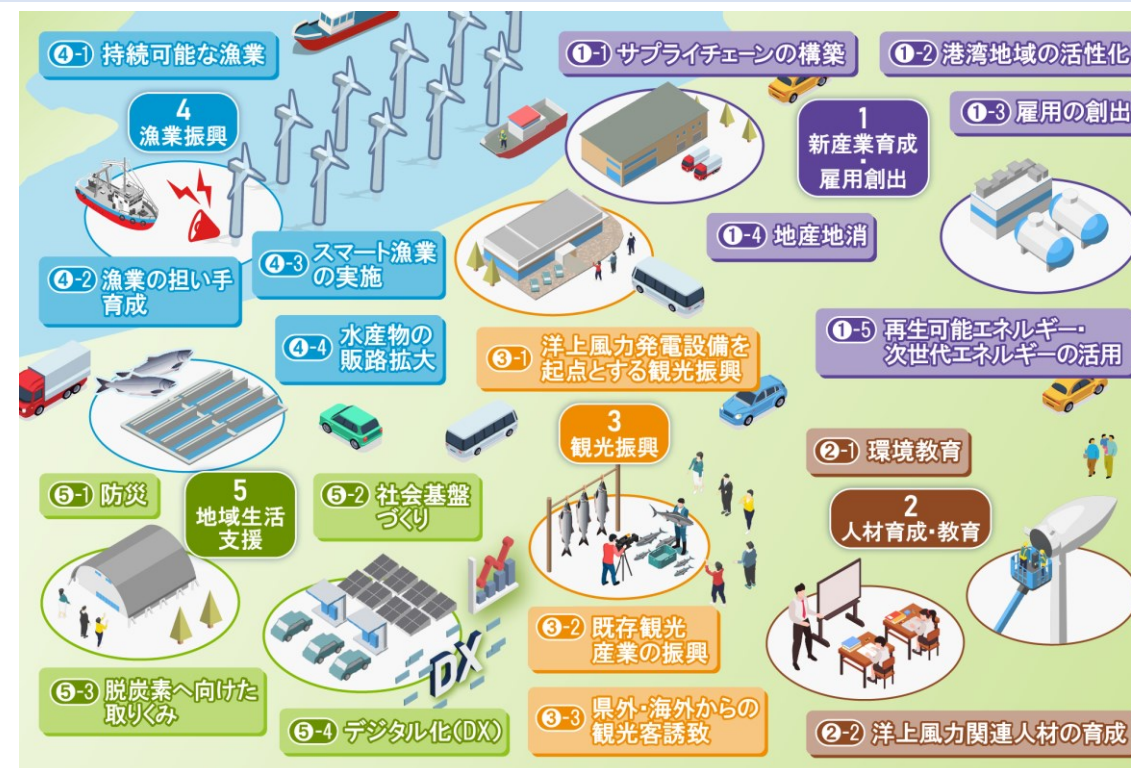 ④-1 持続可能な漁業
4
漁業振興
④-2 漁業の担い手
育成
④-3 スマート漁業
の実施
④-4 水産物の
販路拡大
①-1 サプライチェーンの構築
①-2 港湾地域の活性化
1
新産業育成
・
雇用創出
①-3 雇用の創出
①-4 地産地消
①-5 再生可能エネルギー・
次世代エネルギーの活用
③-1 洋上風力発電設備を
起点とする観光振興
3
観光振興
③-2 既存観光
産業の振興
③-3 県外・海外からの
観光客誘致
②-1 環境教育
2
人材育成・教育
②-2 洋上風力関連人材の育成
⑤-1 防災
5
地域生活
支援
⑤-2 社会基盤
づくり
⑤-3 脱炭素へ向けた
取りくみ
DX
⑤-4 デジタル化(DX)